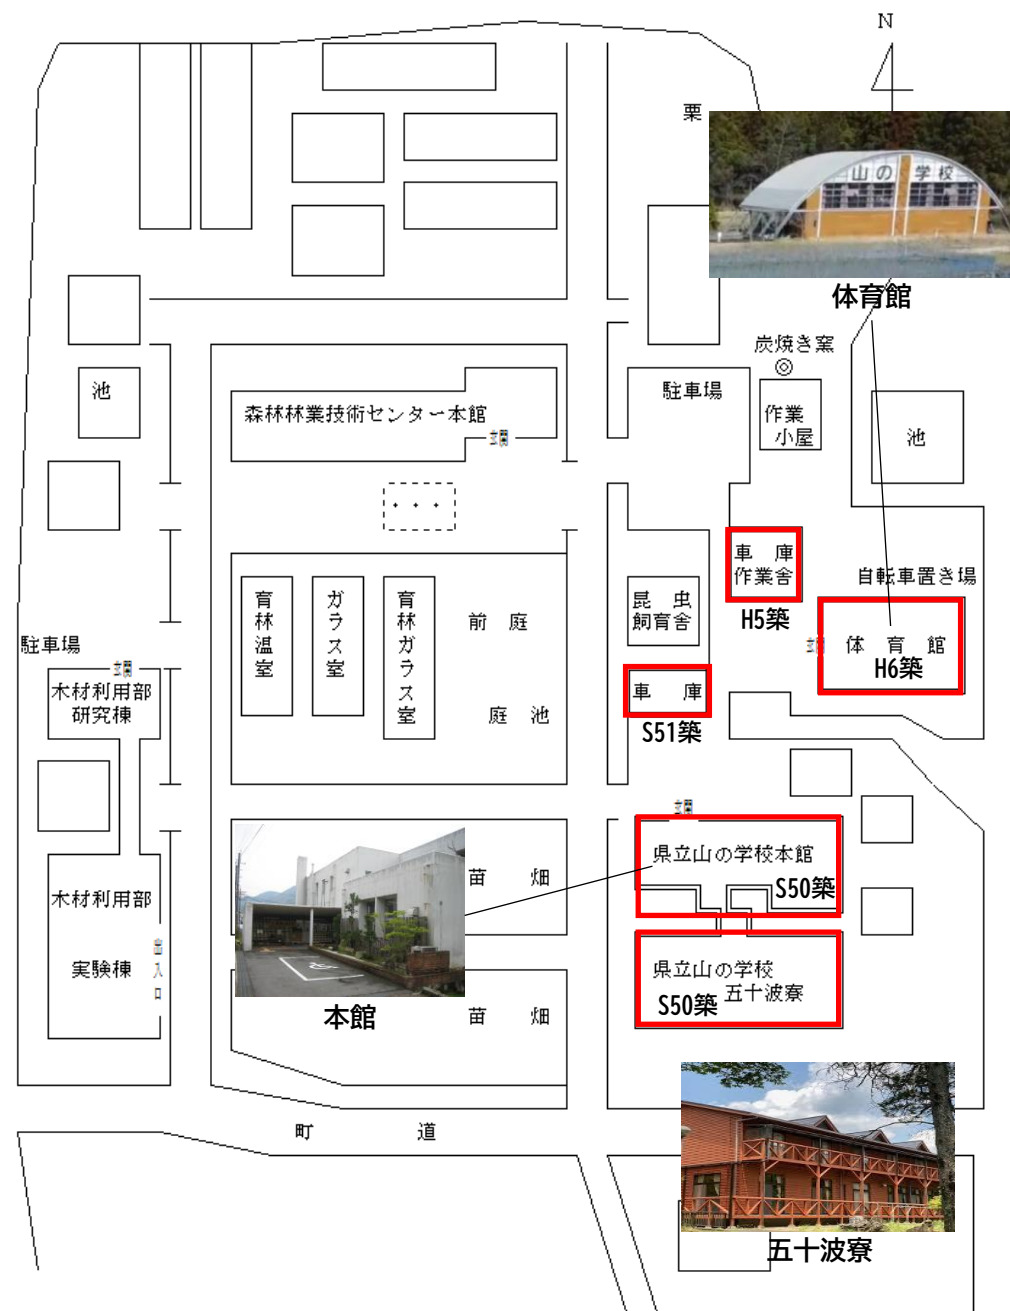 N
栗
山の学校
体育館
炭焼き窯
駐車場
作業
小屋
池
池
森林林業技術センター本館
玄関
車 庫
作業舎
H5築
自転車置き場
玄関
体 育 館
H6築
育林温室
ガラス室
育林ガラス室
前 庭
庭 池
昆 虫
飼育舎
車 庫
S51築
駐車場
玄関
木材利用部
研究棟
玄関
県立山の学校本館
S50築
苗 畑
木材利用部
実験棟
出入口
本館
県立山の学校
五十波寮
S50築
苗 畑
町 道
五十波寮